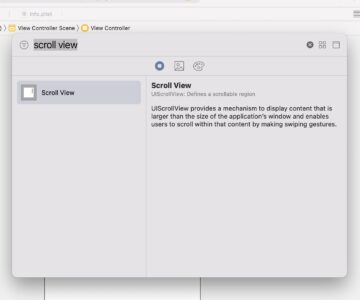 Info.plist
View Controller Scene
View Controller
scroll view
Scroll View
Scroll View
UIScrollView: Defines a scrollable region
UIScrollView provides a mechanism to display content that is
larger than the size of the application's window and enables
users to scroll within that content by making swiping gestures.